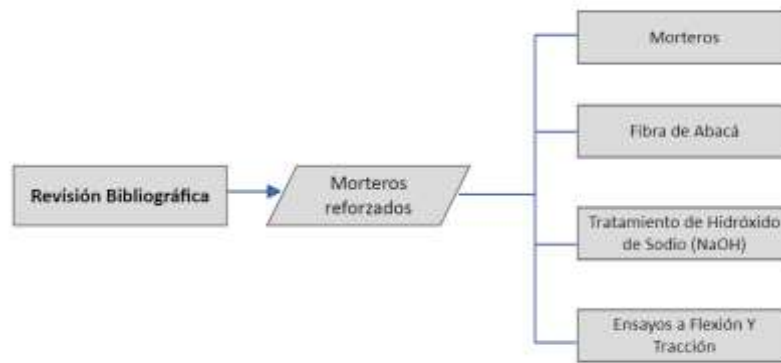 Revisión Bibliográfica
Morteros
reforzados
Morteros
Fibra de Abacá
Tratamiento de Hidróxido
de Sodio (NaOH)
Ensayos a Flexión Y
Tracción